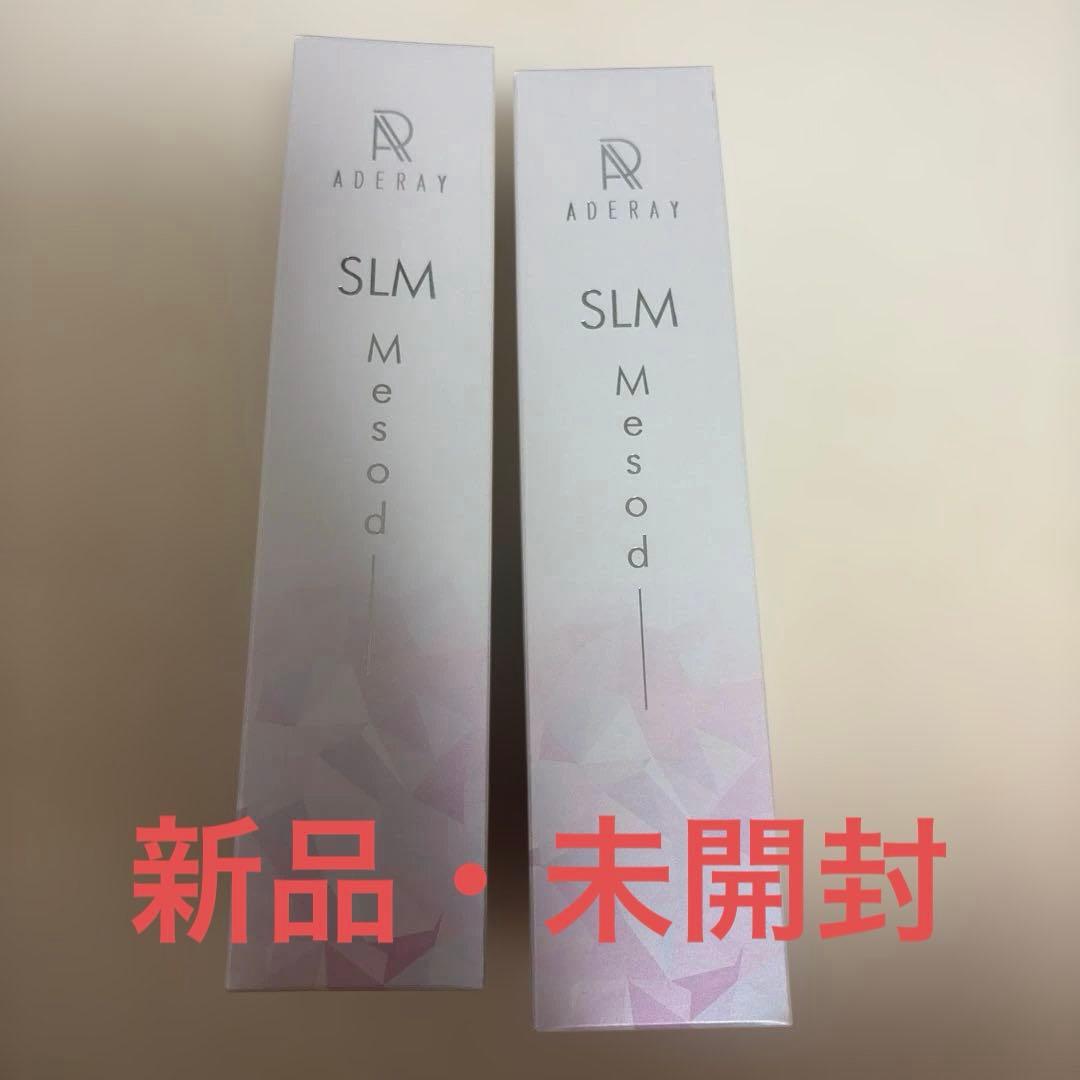 ADERAY
SLM
Mesod
ADERAY
SLM
Mesod
新品・未開封